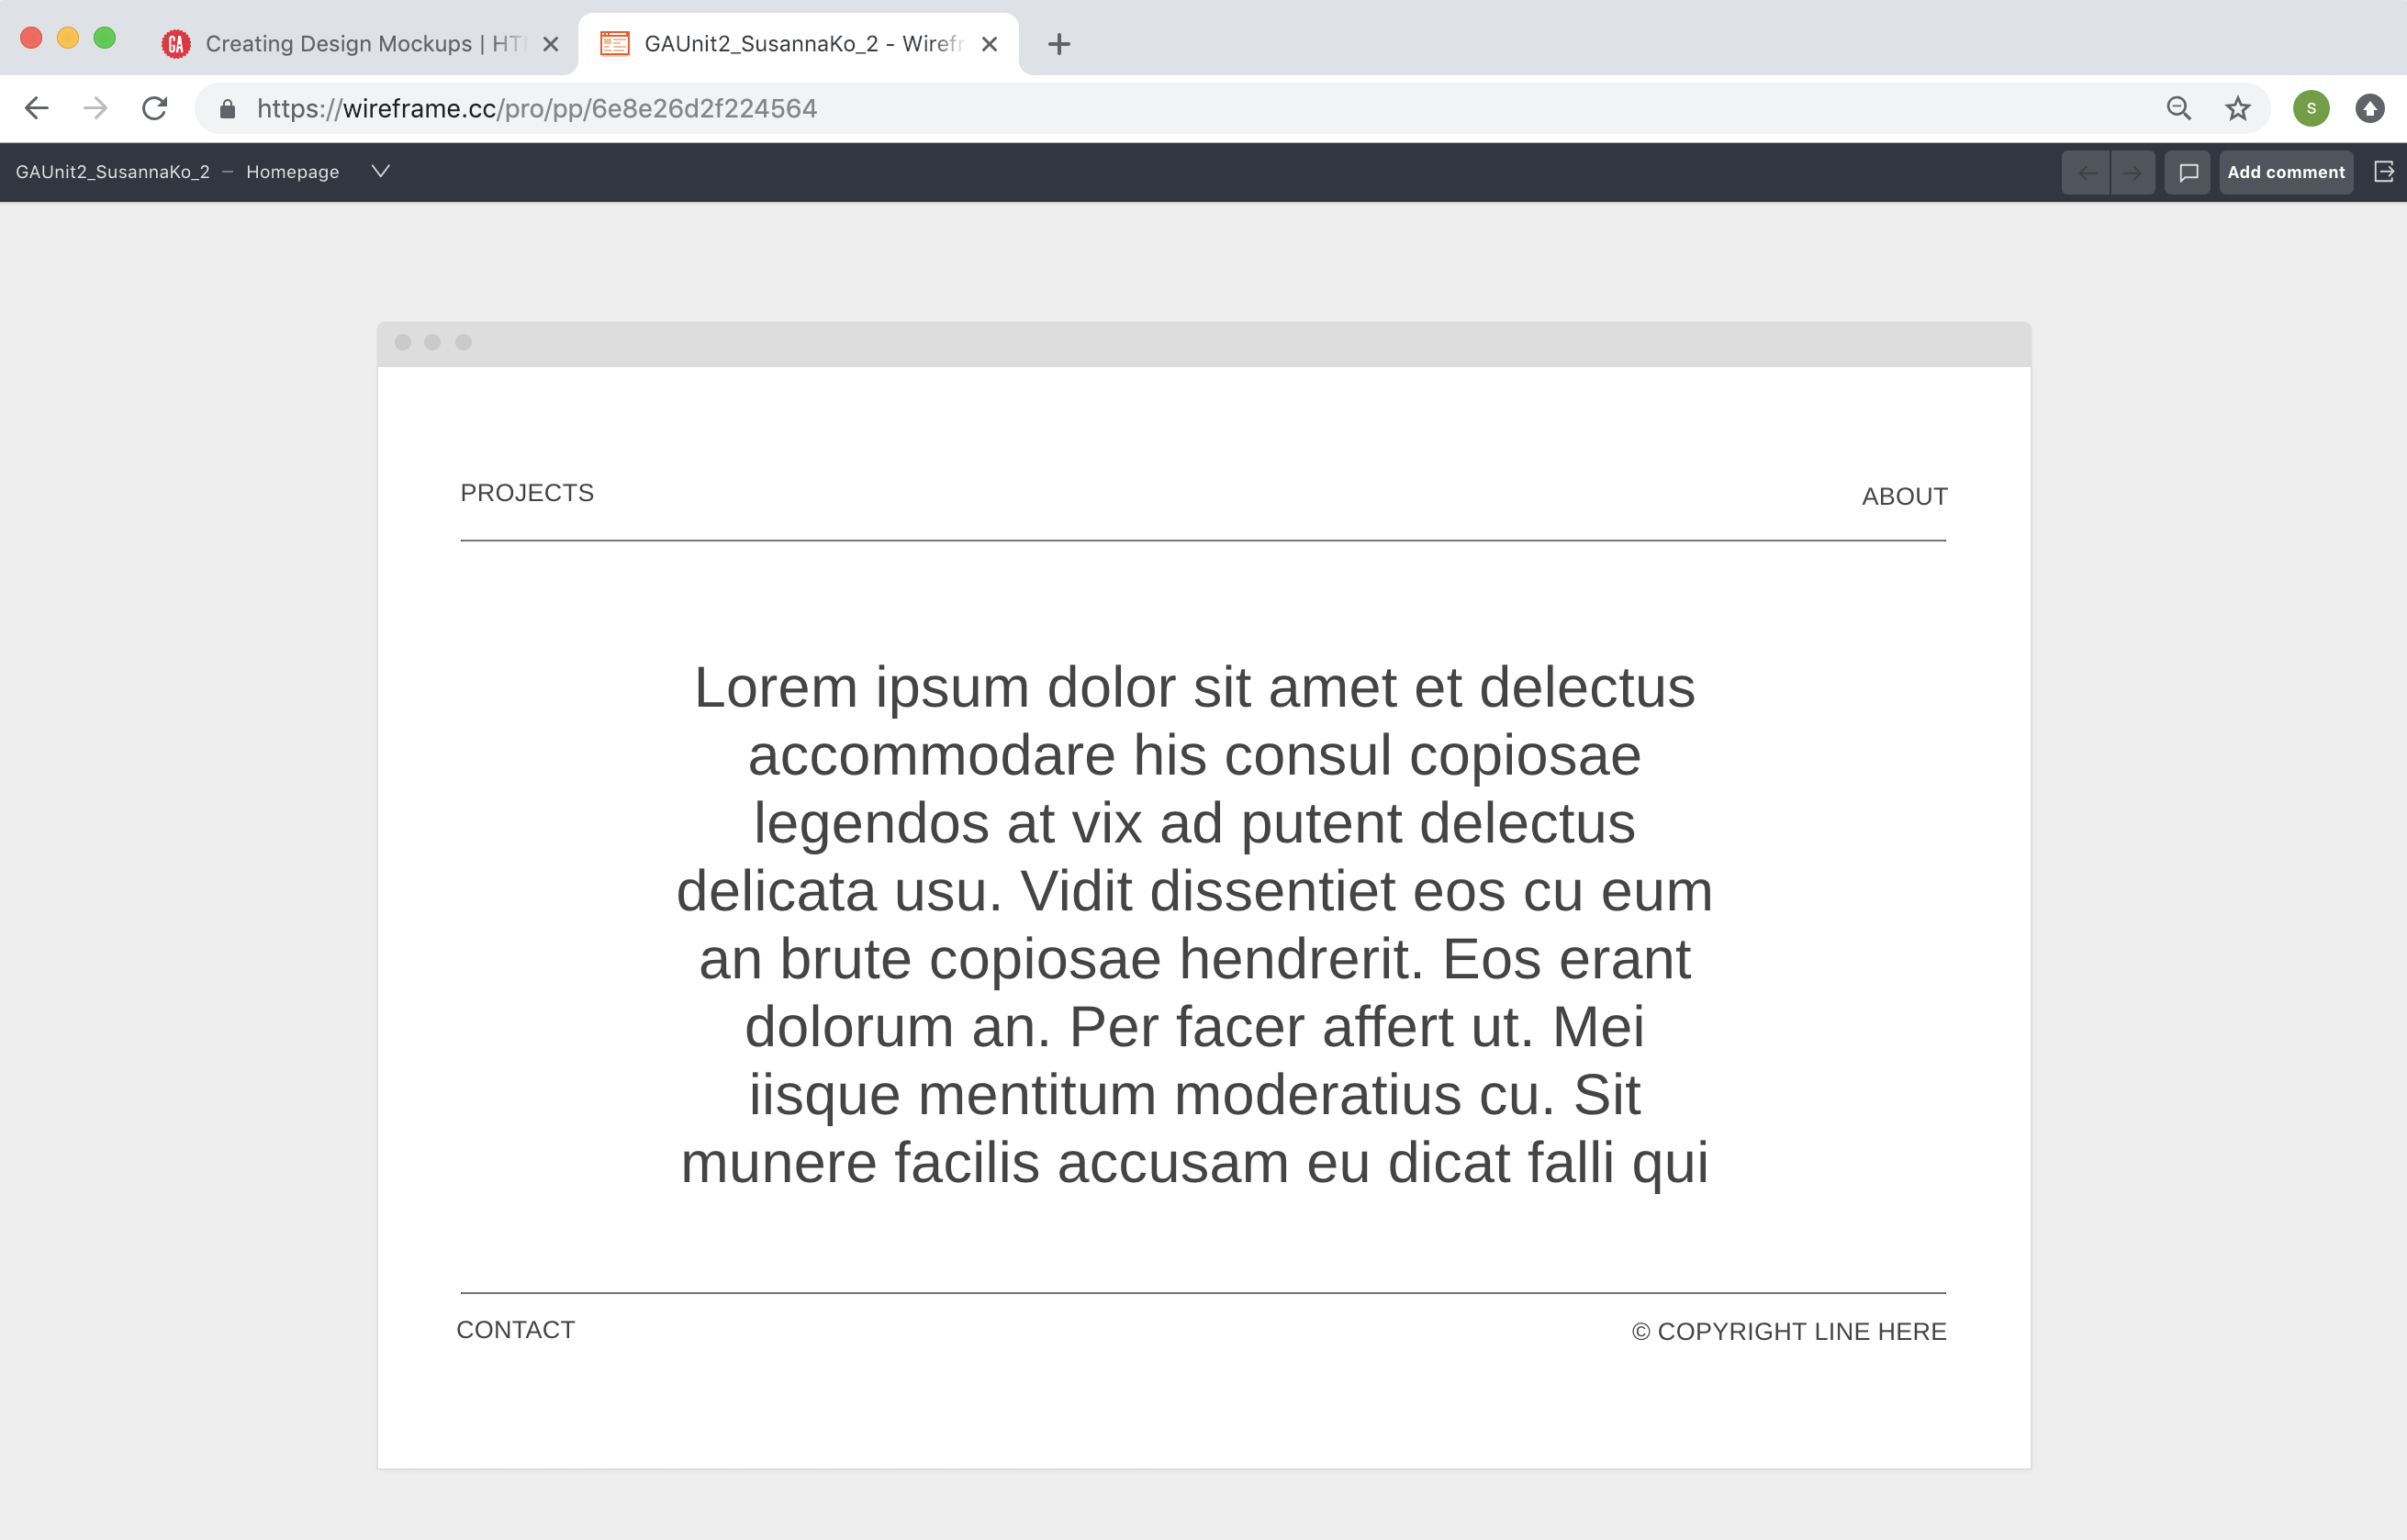 GA Creating Design Mockups | HT
GAUnit2_SusannaKo_2 - Wirefr
https://wireframe.cc/pro/pp/6e8e26d2f224564
S
GAUnit2_SusannaKo_2 – Homepage
Add comment
PROJECTS
ABOUT
Lorem ipsum dolor sit amet et delectus
accommodare his consul copiosae
legendos at vix ad putent delectus
delicata usu. Vidit dissentiet eos cu eum
an brute copiosae hendrerit. Eos erant
dolorum an. Per facer affert ut. Mei
iisque mentitum moderatius cu. Sit
munere facilis accusam eu dicat falli qui
CONTACT
© COPYRIGHT LINE HERE